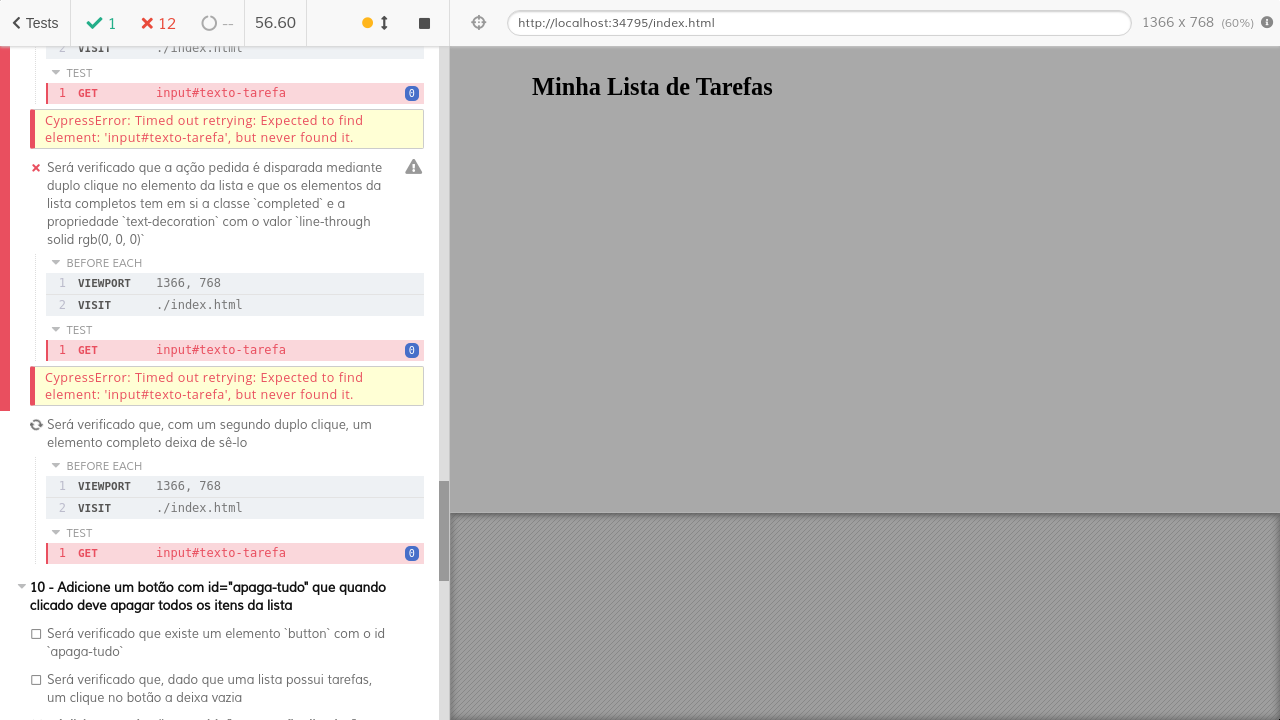 Tests
1
12
--
56.60
http://localhost:34795/index.html
1366 x 768 (60%)
2 VISIT ./index.html
TEST
1 GET input#texto-tarefa 0
CypressError: Timed out retrying: Expected to find
element: 'input#texto-tarefa', but never found it.
Será verificado que a ação pedida é disparada mediante
duplo clique no elemento da lista e que os elementos da
lista completos tem em si a classe `completed` e a
propriedade `text-decoration` com o valor `line-through
solid rgb(0, 0, 0)`
BEFORE EACH
1 VIEWPORT 1366, 768
2 VISIT ./index.html
TEST
1 GET input#texto-tarefa 0
CypressError: Timed out retrying: Expected to find
element: 'input#texto-tarefa', but never found it.
Será verificado que, com um segundo duplo clique, um
elemento completo deixa de sê-lo
BEFORE EACH
1 VIEWPORT 1366, 768
2 VISIT ./index.html
TEST
1 GET input#texto-tarefa 0
10 - Adicione um botão com id="apaga-tudo" que quando
clicado deve apagar todos os itens da lista
Será verificado que existe um elemento `button` com o id
`apaga-tudo`
Será verificado que, dado que uma lista possui tarefas,
um clique no botão a deixa vazia
Minha Lista de Tarefas